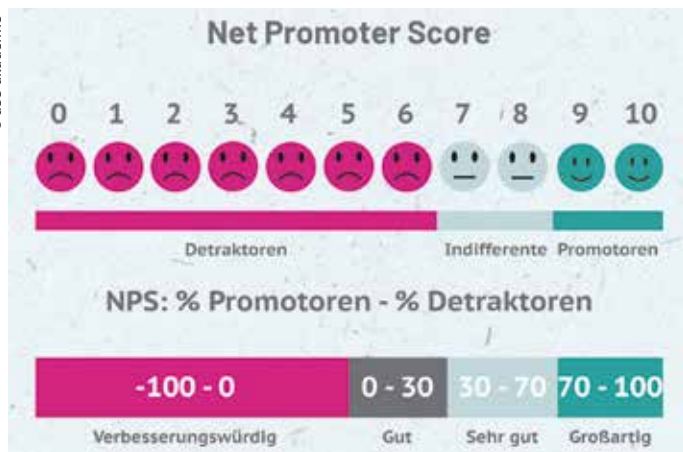 Net Promoter Score
0 1 2 3 4 5 6 7 8 9 10
Detraktoren Indifferente Promotoren
NPS: % Promotoren - % Detraktoren
-100 - 0 0 - 30 30 - 70 70 - 100
Verbesserungswürdig Gut Sehr gut Großartig